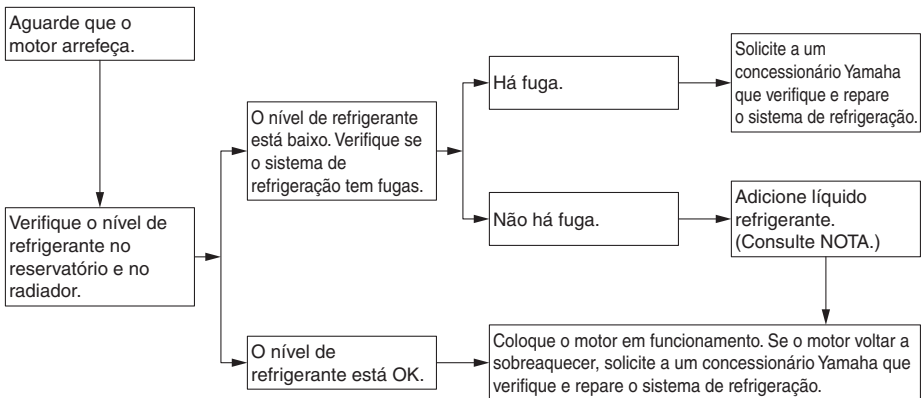 Aguarde que o
motor arrefeça.
Verifique o nível de
refrigerante no
reservatório e no
radiador.
O nível de refrigerante
está baixo. Verifique se
o sistema de
refrigeração tem fugas.
Há fuga.
Solicite a um
concessionário Yamaha
que verifique e repare
o sistema de refrigeração.
Não há fuga.
Adicione líquido
refrigerante.
(Consulte NOTA.)
O nível de
refrigerante está OK.
Coloque o motor em funcionamento. Se o motor voltar a
sobreaquecer, solicite a um concessionário Yamaha que
verifique e repare o sistema de refrigeração.